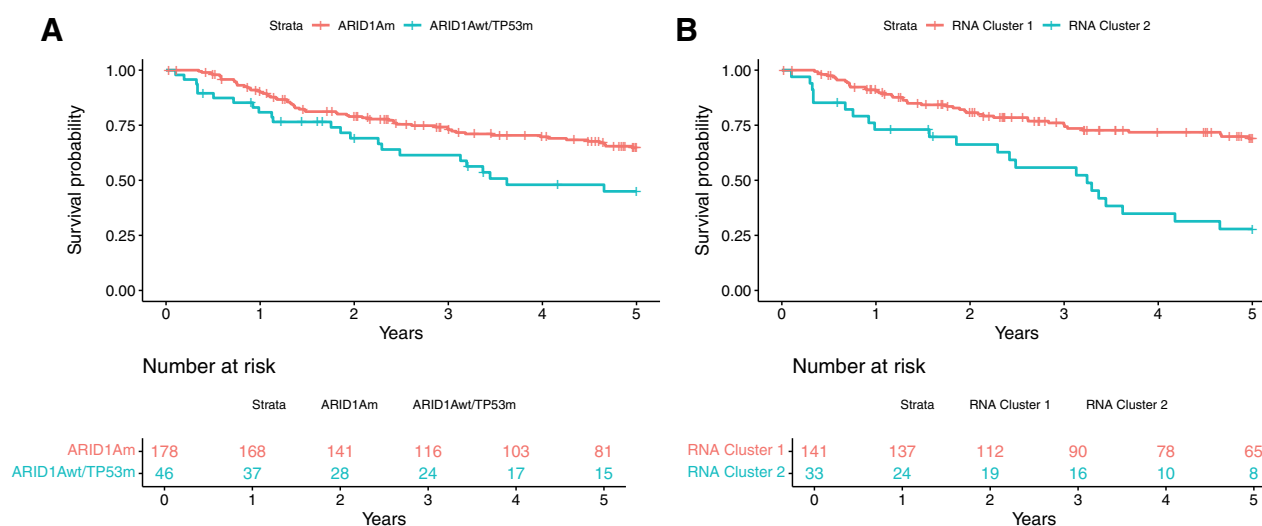 A
Strata ARID1Am ARID1Awt/TP53m
Survival probability
1.00
0.75
0.50
0.25
0.00
0 1 2 3 4 5
Years
Number at risk
Strata ARID1Am ARID1Awt/TP53m
ARID1Am 178 168 141 116 103 81
ARID1Awt/TP53m 46 37 28 24 17 15
0 1 2 3 4 5
Years
B
Strata RNA Cluster 1 RNA Cluster 2
Survival probability
1.00
0.75
0.50
0.25
0.00
0 1 2 3 4 5
Years
Number at risk
Strata RNA Cluster 1 RNA Cluster 2
RNA Cluster 1 141 137 112 90 78 65
RNA Cluster 2 33 24 19 16 10 8
0 1 2 3 4 5
Years